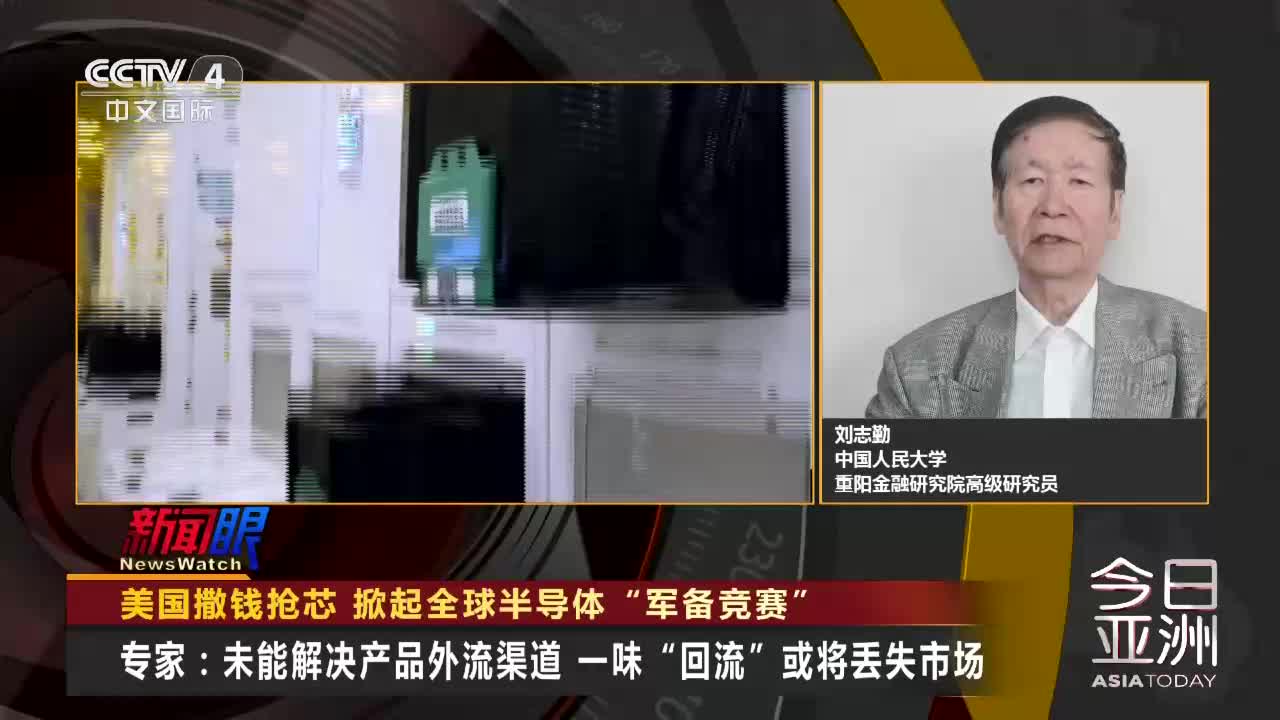 CCTV 4
中文国际
刘志勤
中国人民大学
重阳金融研究院高级研究员
新闻眼
NewsWatch
美国撒钱抢芯 掀起全球半导体“军备竞赛”
专家：未能解决产品外流渠道 一味“回流”或将丢失市场
今日
亚洲
ASIA TODAY
230